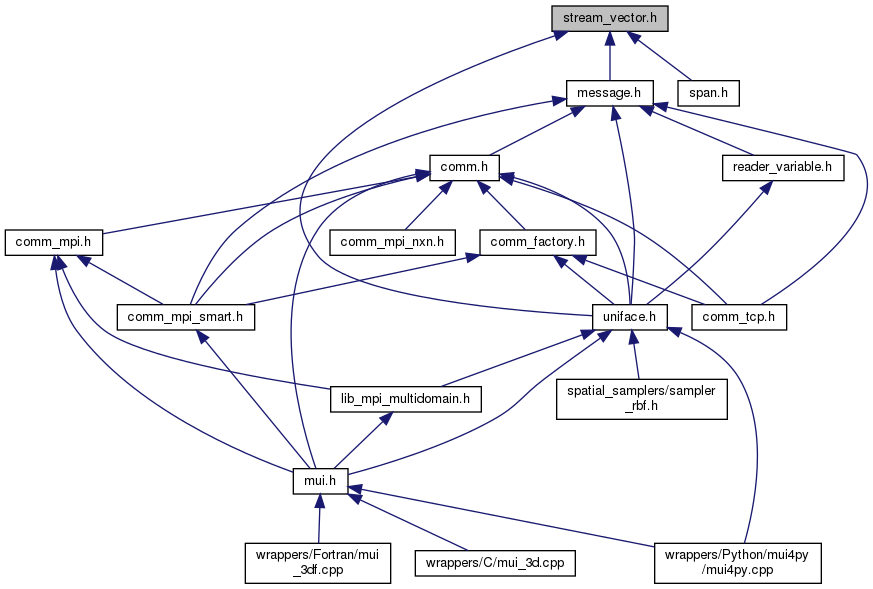 stream_vector.h
message.h
span.h
comm.h
reader_variable.h
comm_mpi.h
comm_mpi_nxn.h
comm_factory.h
comm_mpi_smart.h
uniface.h
comm_tcp.h
lib_mpi_multidomain.h
spatial_samplers/sampler
_rbf.h
mui.h
wrappers/Fortran/mui
_3df.cpp
wrappers/C/mui_3d.cpp
wrappers/Python/mui4py
/mui4py.cpp